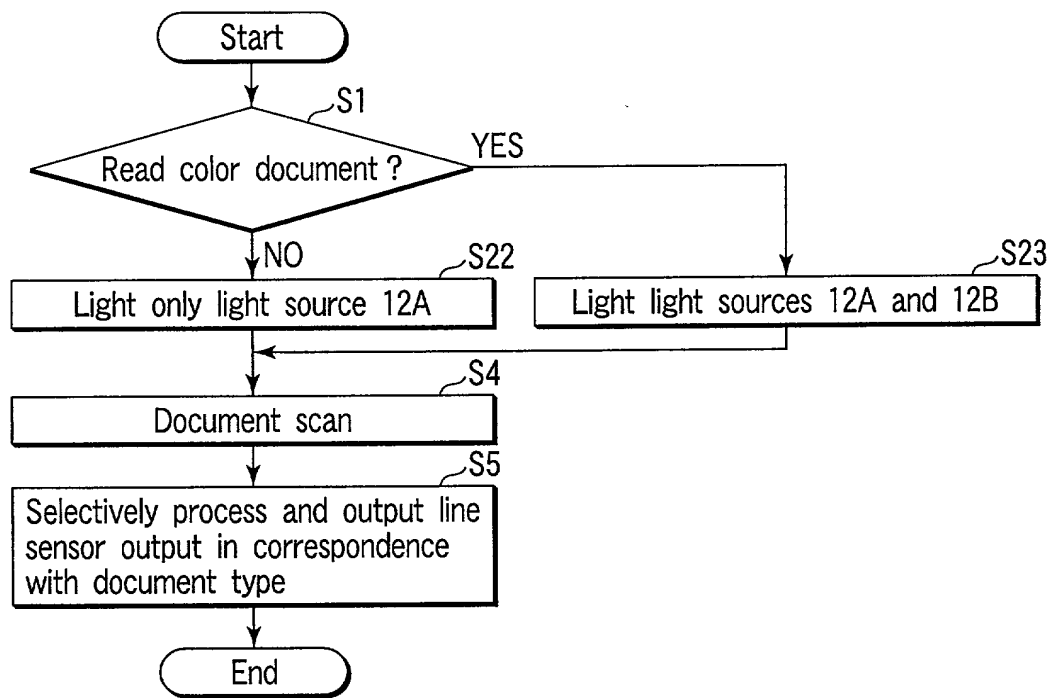 Start
S1
Read color document?
YES
NO
S22
Light only light source 12A
S23
Light light sources 12A and 12B
S4
Document scan
S5
Selectively process and output line
sensor output in correspondence
with document type
End